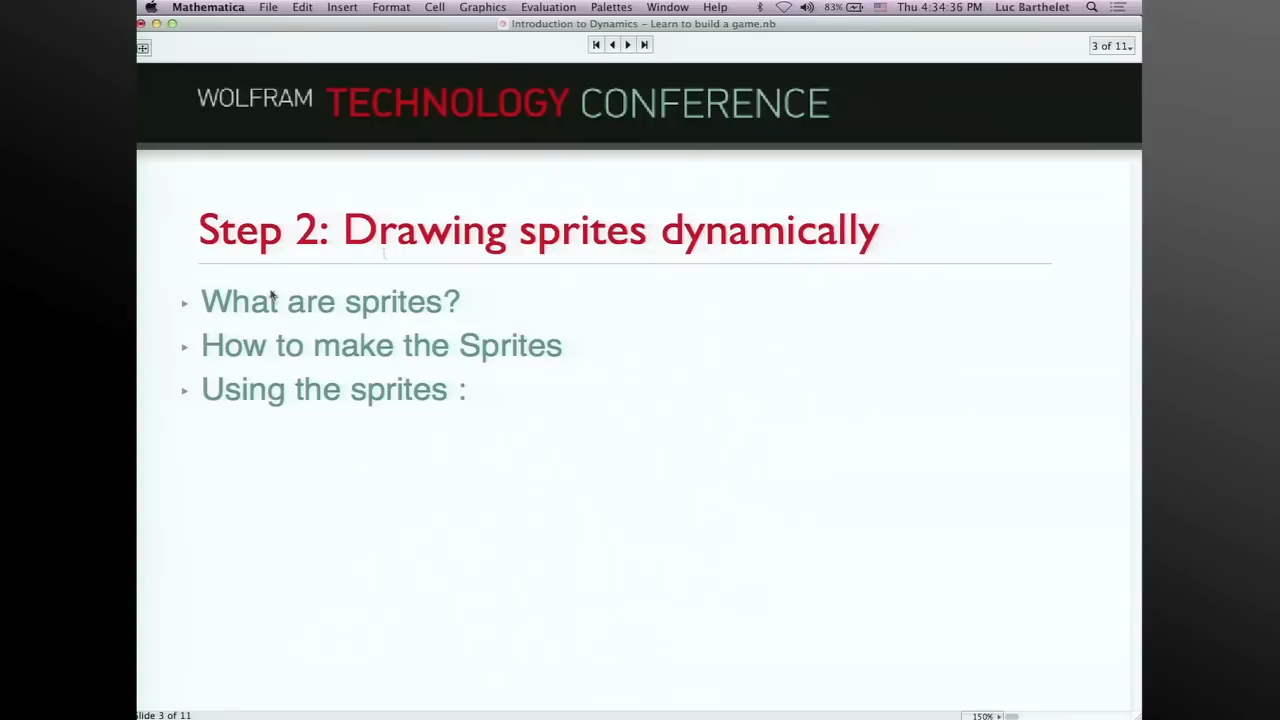 Mathematica File Edit Insert Format Cell Graphics Evaluation Palettes Window Help 83% Thu 4:34:36 PM Luc Barthelet
Introduction to Dynamics – Learn to build a game.nb
3 of 11
WOLFRAM TECHNOLOGY CONFERENCE
Step 2: Drawing sprites dynamically
What are sprites?
How to make the Sprites
Using the sprites :
Slide 3 of 11
150%